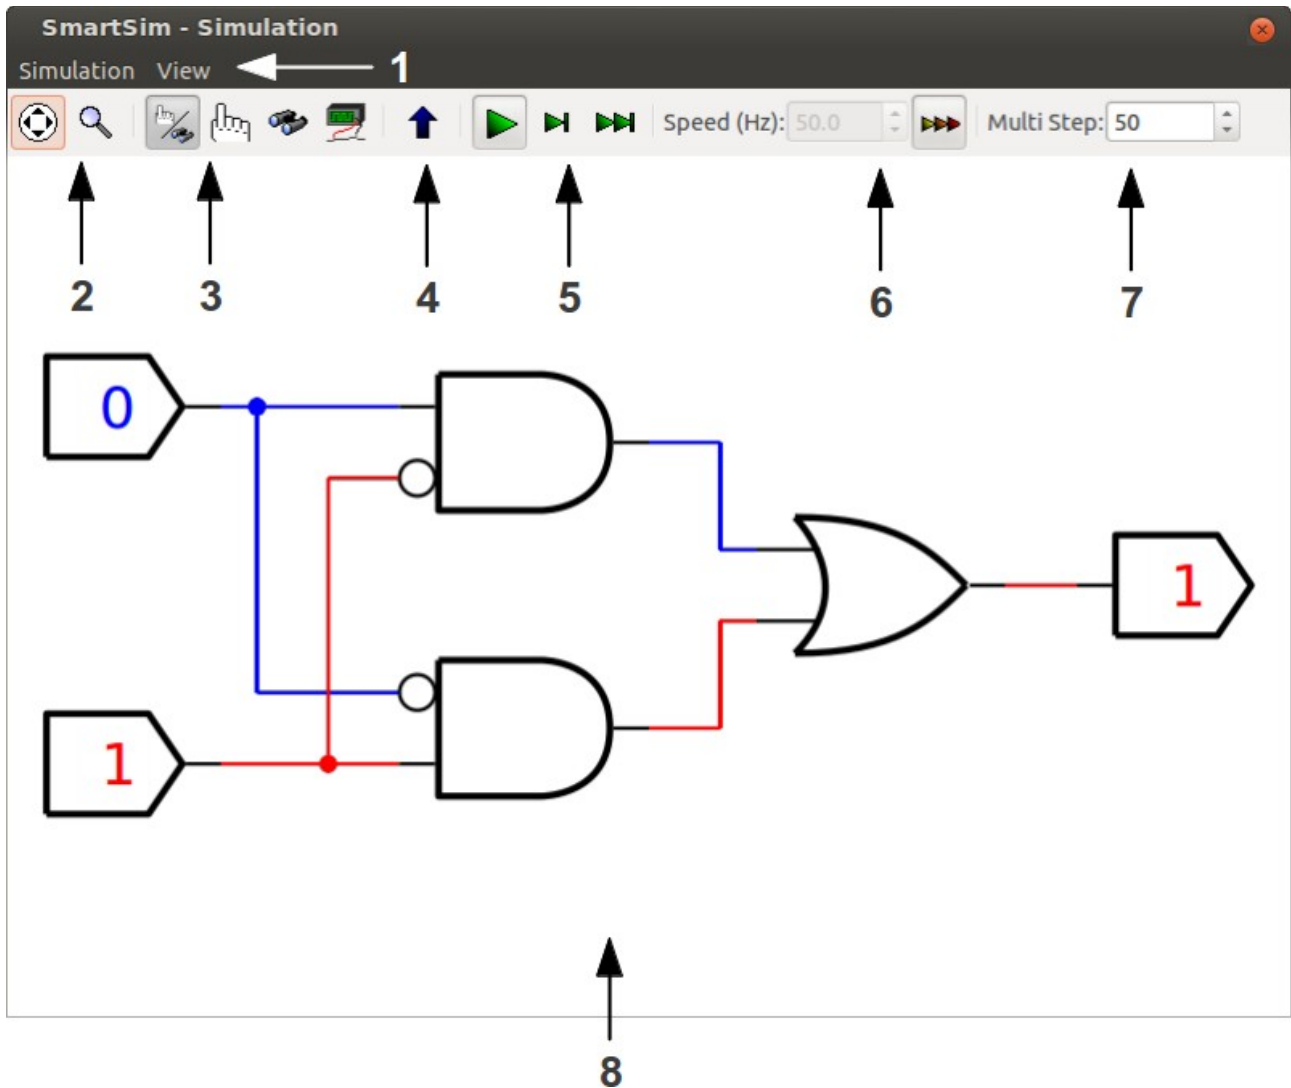 SmartSim - Simulation
Simulation View 1
Speed (Hz): 50.0 Multi Step: 50
2 3 4 5 6 7
0
1
1
8